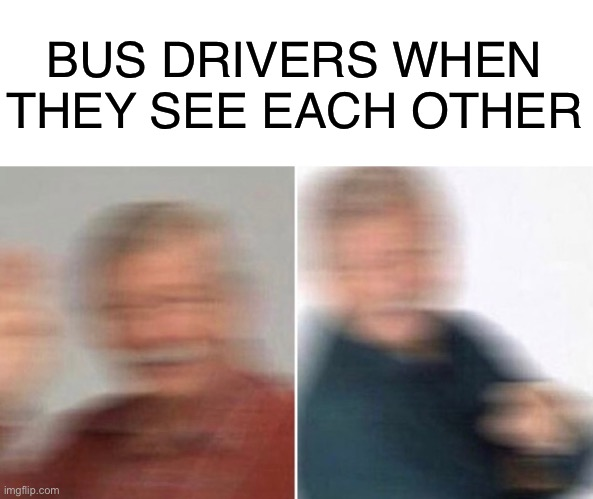 BUS DRIVERS WHEN
THEY SEE EACH OTHER
imgflip.com